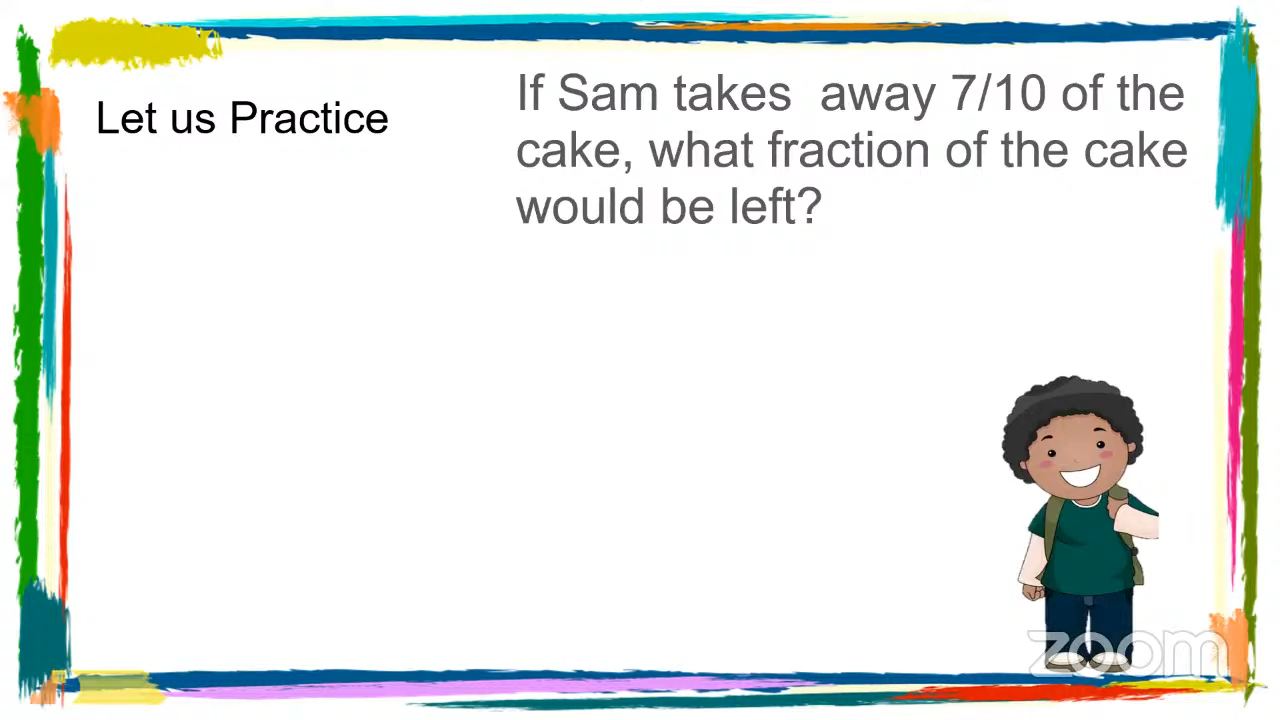 Let us Practice
If Sam takes  away 7/10 of the
cake, what fraction of the cake
would be left?
zoom